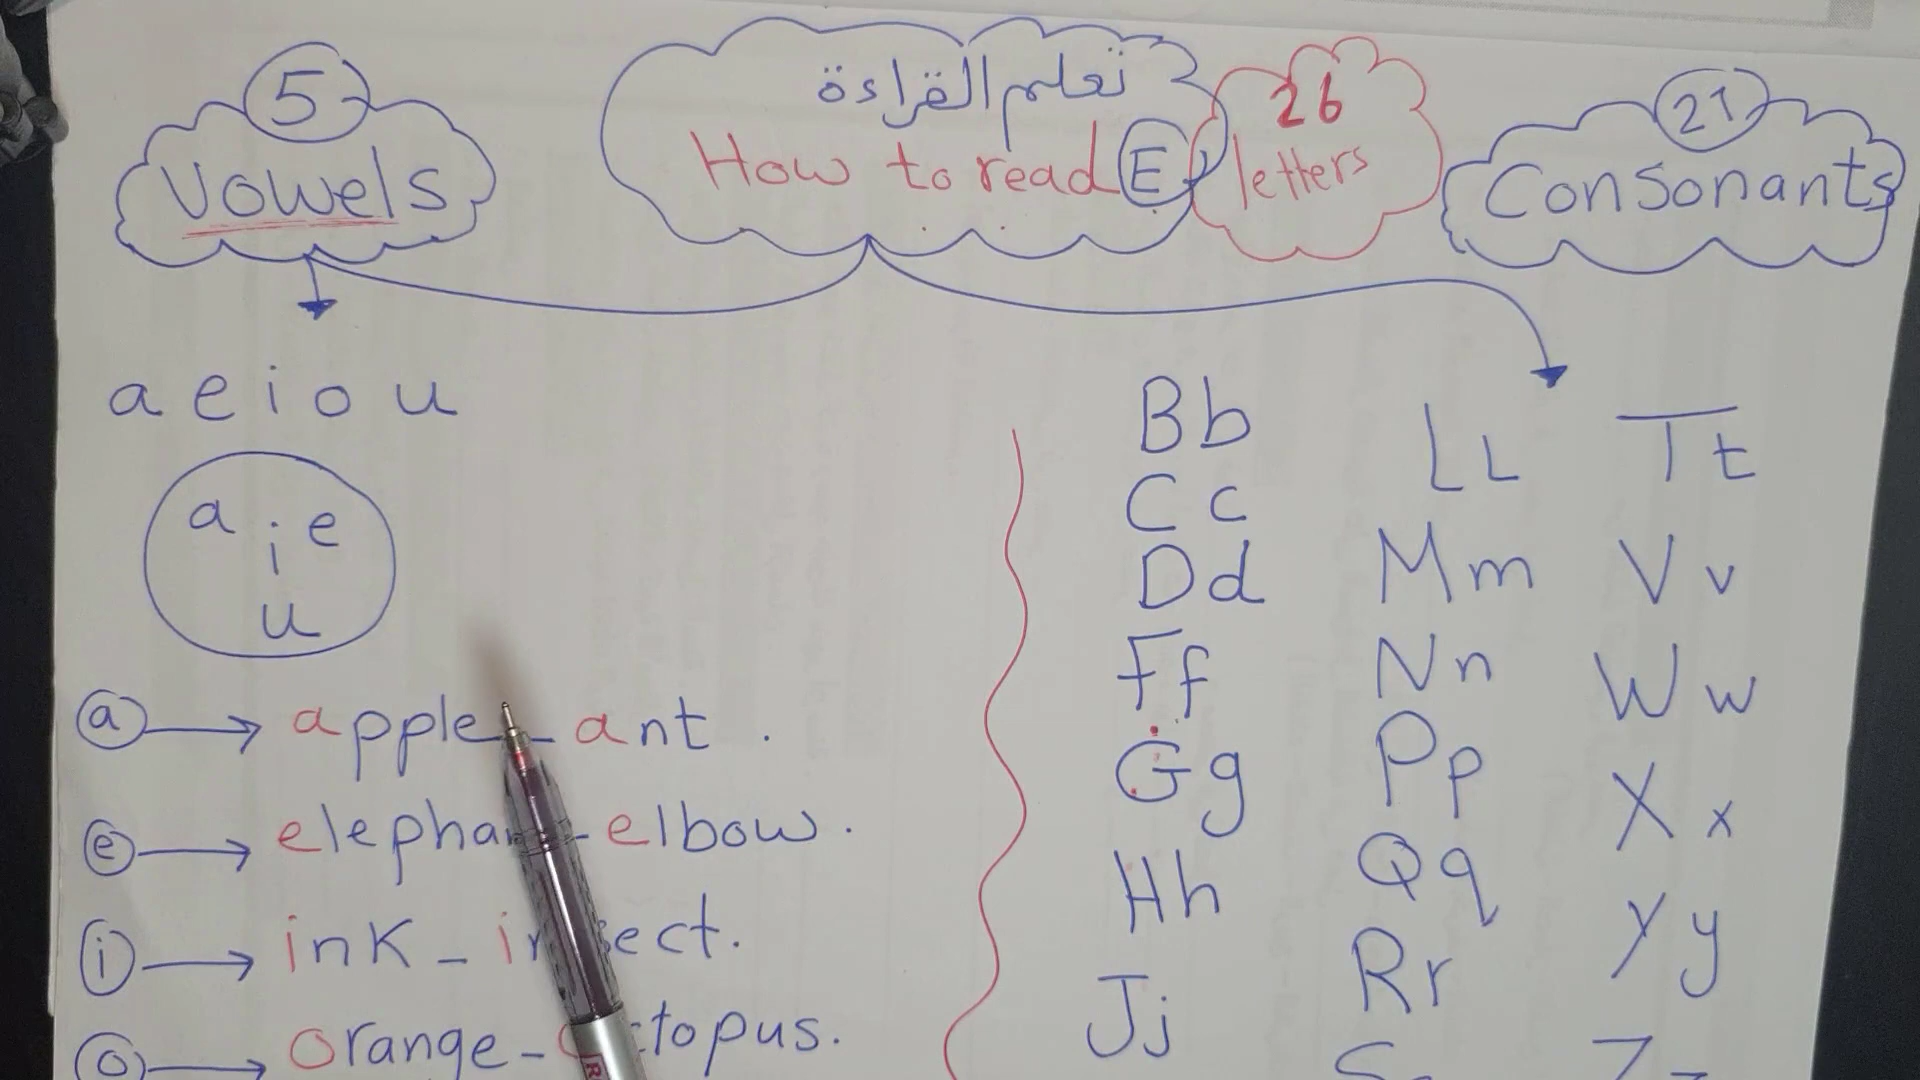 5
Vowels
تعلم القراءة
How to read E
26
letters
21
Consonants
a e i o u
a i e
u
a → apple - ant .
e → elephant - elbow .
i → ink - insect .
o → orange - octopus .
Bb
Cc
Dd
Ff
Gg
Hh
Jj
LL
Mm
Nn
Pp
Qq
Rr
Tt
Vv
Ww
Xx
Yy